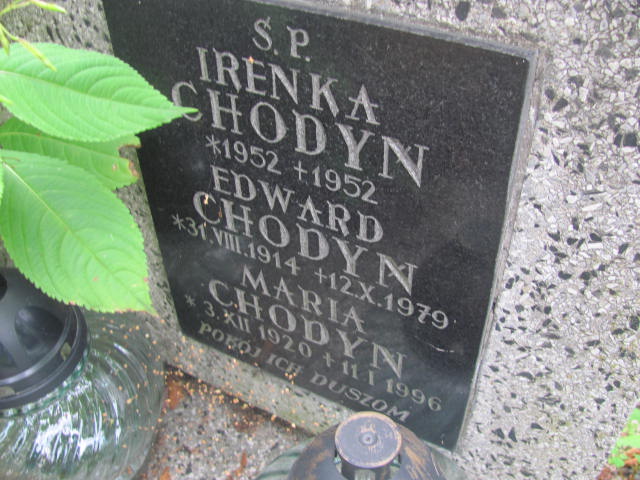 S.P.
IRENKA
CHODYN
*1952 +1952
EDWARD
CHODYN
*31.VIII.1914 +12.X.1979
MARIA
CHODYN
*3.XII 1920 +11.I 1996
POKÓJ ICH DUSZOM